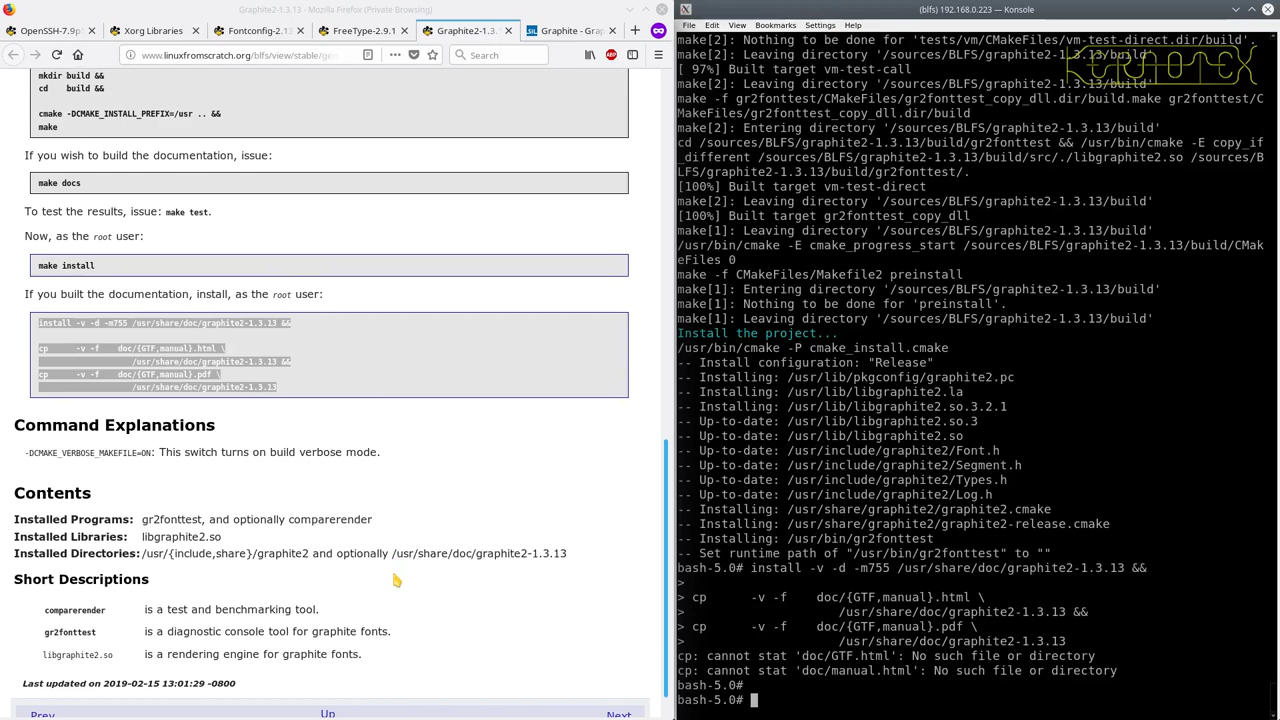 Graphite2-1.3.13 - Mozilla Firefox (Private Browsing)
OpenSSH-7.9p
Xorg Libraries
Fontconfig-2.13
FreeType-2.9.1
Graphite2-1.3.1
Graphite - Grap
www.linuxfromscratch.org/blfs/view/stable/ge
Search
mkdir build &&
cd    build &&
cmake -DCMAKE_INSTALL_PREFIX=/usr .. &&
make
If you wish to build the documentation, issue:
make docs
To test the results, issue: make test.
Now, as the root user:
make install
If you built the documentation, install, as the root user:
install -v -d -m755 /usr/share/doc/graphite2-1.3.13 &&
cp      -v -f    doc/{GTF,manual}.html \
/usr/share/doc/graphite2-1.3.13 &&
cp      -v -f    doc/{GTF,manual}.pdf \
/usr/share/doc/graphite2-1.3.13
Command Explanations
-DCMAKE_VERBOSE_MAKEFILE=ON: This switch turns on build verbose mode.
Contents
Installed Programs: gr2fonttest, and optionally comparerender
Installed Libraries: libgraphite2.so
Installed Directories: /usr/{include,share}/graphite2 and optionally /usr/share/doc/graphite2-1.3.13
Short Descriptions
comparerender is a test and benchmarking tool.
gr2fonttest is a diagnostic console tool for graphite fonts.
libgraphite2.so is a rendering engine for graphite fonts.
Last updated on 2019-02-15 13:01:29 -0800
Prev Up Next
(blfs) 192.168.0.223 — Konsole
File Edit View Bookmarks Settings Help
make[2]: Nothing to be done for 'tests/vm/CMakeFiles/vm-test-direct.dir/build'.
make[2]: Leaving directory '/sources/BLFS/graphite2-1.3.13/build'
[ 97%] Built target vm-test-call
make[2]: Leaving directory '/sources/BLFS/graphite2-1.3.13/build'
make -f gr2fonttest/CMakeFiles/gr2fonttest_copy_dll.dir/build.make gr2fonttest/C
MakeFiles/gr2fonttest_copy_dll.dir/build
make[2]: Entering directory '/sources/BLFS/graphite2-1.3.13/build'
cd /sources/BLFS/graphite2-1.3.13/build/gr2fonttest && /usr/bin/cmake -E copy_if
_different /sources/BLFS/graphite2-1.3.13/build/src/./libgraphite2.so /sources/B
LFS/graphite2-1.3.13/build/gr2fonttest/.
[100%] Built target vm-test-direct
make[2]: Leaving directory '/sources/BLFS/graphite2-1.3.13/build'
[100%] Built target gr2fonttest_copy_dll
make[1]: Leaving directory '/sources/BLFS/graphite2-1.3.13/build'
/usr/bin/cmake -E cmake_progress_start /sources/BLFS/graphite2-1.3.13/build/CMak
eFiles 0
make -f CMakeFiles/Makefile2 preinstall
make[1]: Entering directory '/sources/BLFS/graphite2-1.3.13/build'
make[1]: Nothing to be done for 'preinstall'.
make[1]: Leaving directory '/sources/BLFS/graphite2-1.3.13/build'
Install the project...
/usr/bin/cmake -P cmake_install.cmake
-- Install configuration: "Release"
-- Installing: /usr/lib/pkgconfig/graphite2.pc
-- Installing: /usr/lib/libgraphite2.la
-- Installing: /usr/lib/libgraphite2.so.3.2.1
-- Up-to-date: /usr/lib/libgraphite2.so.3
-- Up-to-date: /usr/lib/libgraphite2.so
-- Up-to-date: /usr/include/graphite2/Font.h
-- Up-to-date: /usr/include/graphite2/Segment.h
-- Up-to-date: /usr/include/graphite2/Types.h
-- Up-to-date: /usr/include/graphite2/Log.h
-- Installing: /usr/share/graphite2/graphite2.cmake
-- Installing: /usr/share/graphite2/graphite2-release.cmake
-- Installing: /usr/bin/gr2fonttest
-- Set runtime path of "/usr/bin/gr2fonttest" to ""
bash-5.0# install -v -d -m755 /usr/share/doc/graphite2-1.3.13 &&
>
> cp      -v -f    doc/{GTF,manual}.html \
>                  /usr/share/doc/graphite2-1.3.13 &&
> cp      -v -f    doc/{GTF,manual}.pdf \
>                  /usr/share/doc/graphite2-1.3.13
cp: cannot stat 'doc/GTF.html': No such file or directory
cp: cannot stat 'doc/manual.html': No such file or directory
bash-5.0#
bash-5.0#